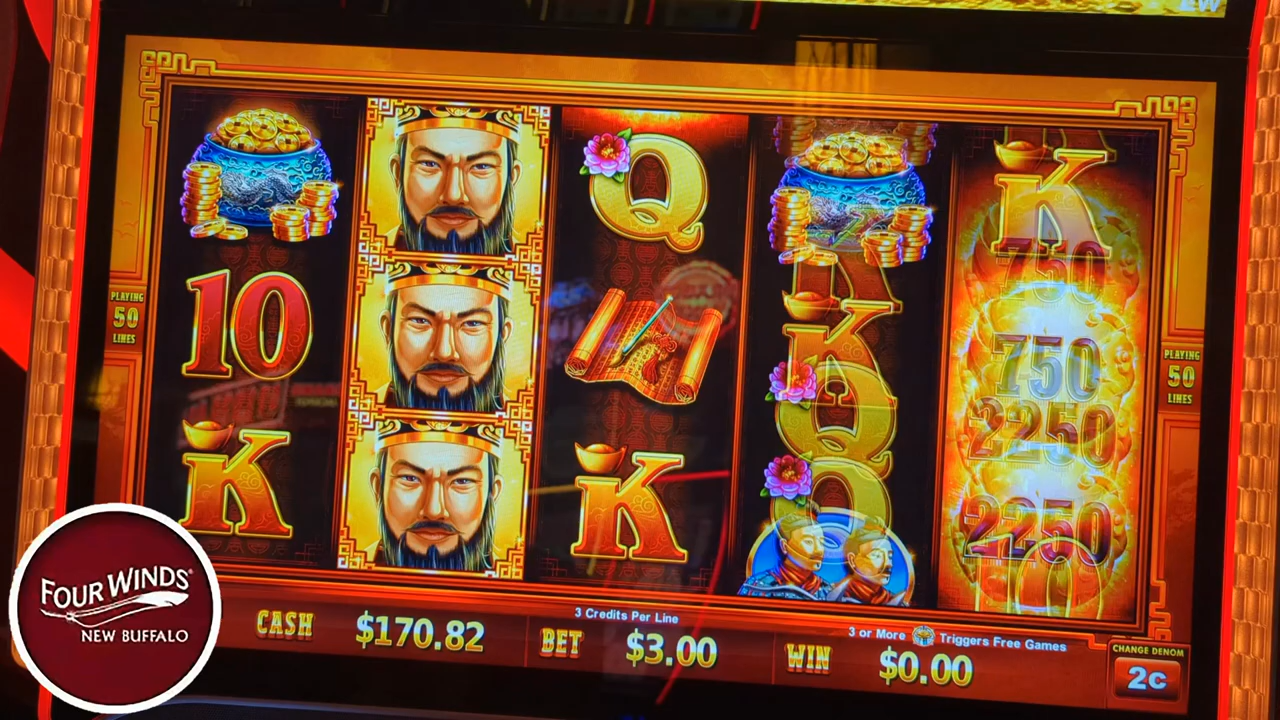 Q
K
750
10
750
K
PLAYING
50
LINES
PLAYING
50
LINES
2250
Q
K
K
2250
FOUR WINDS®
NEW BUFFALO
3 Credits Per Line
CASH $170.82 BET $3.00 WIN $0.00
3 or More Triggers Free Games
CHANGE DENOM
2¢